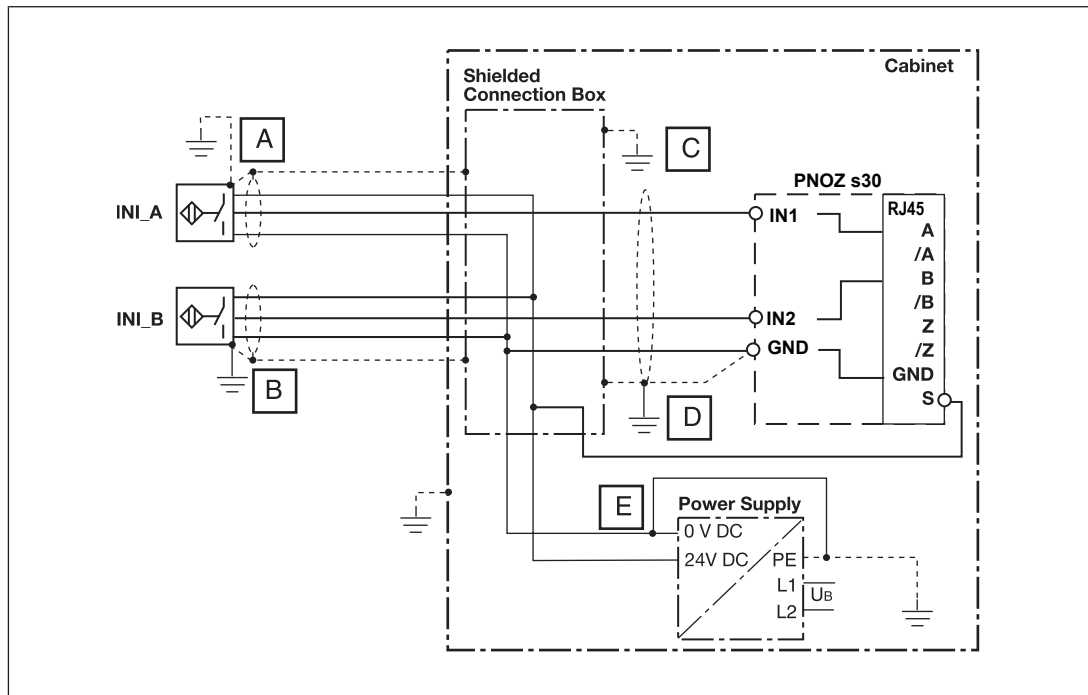 Cabinet
Shielded
Connection Box
A
C
PNOZ s30
INI_A
IN1
RJ45
A
/A
B
/B
INI_B
IN2
Z
/Z
GND
GND
S
B
D
E
Power Supply
0 V DC
24V DC
PE
L1
UB
L2